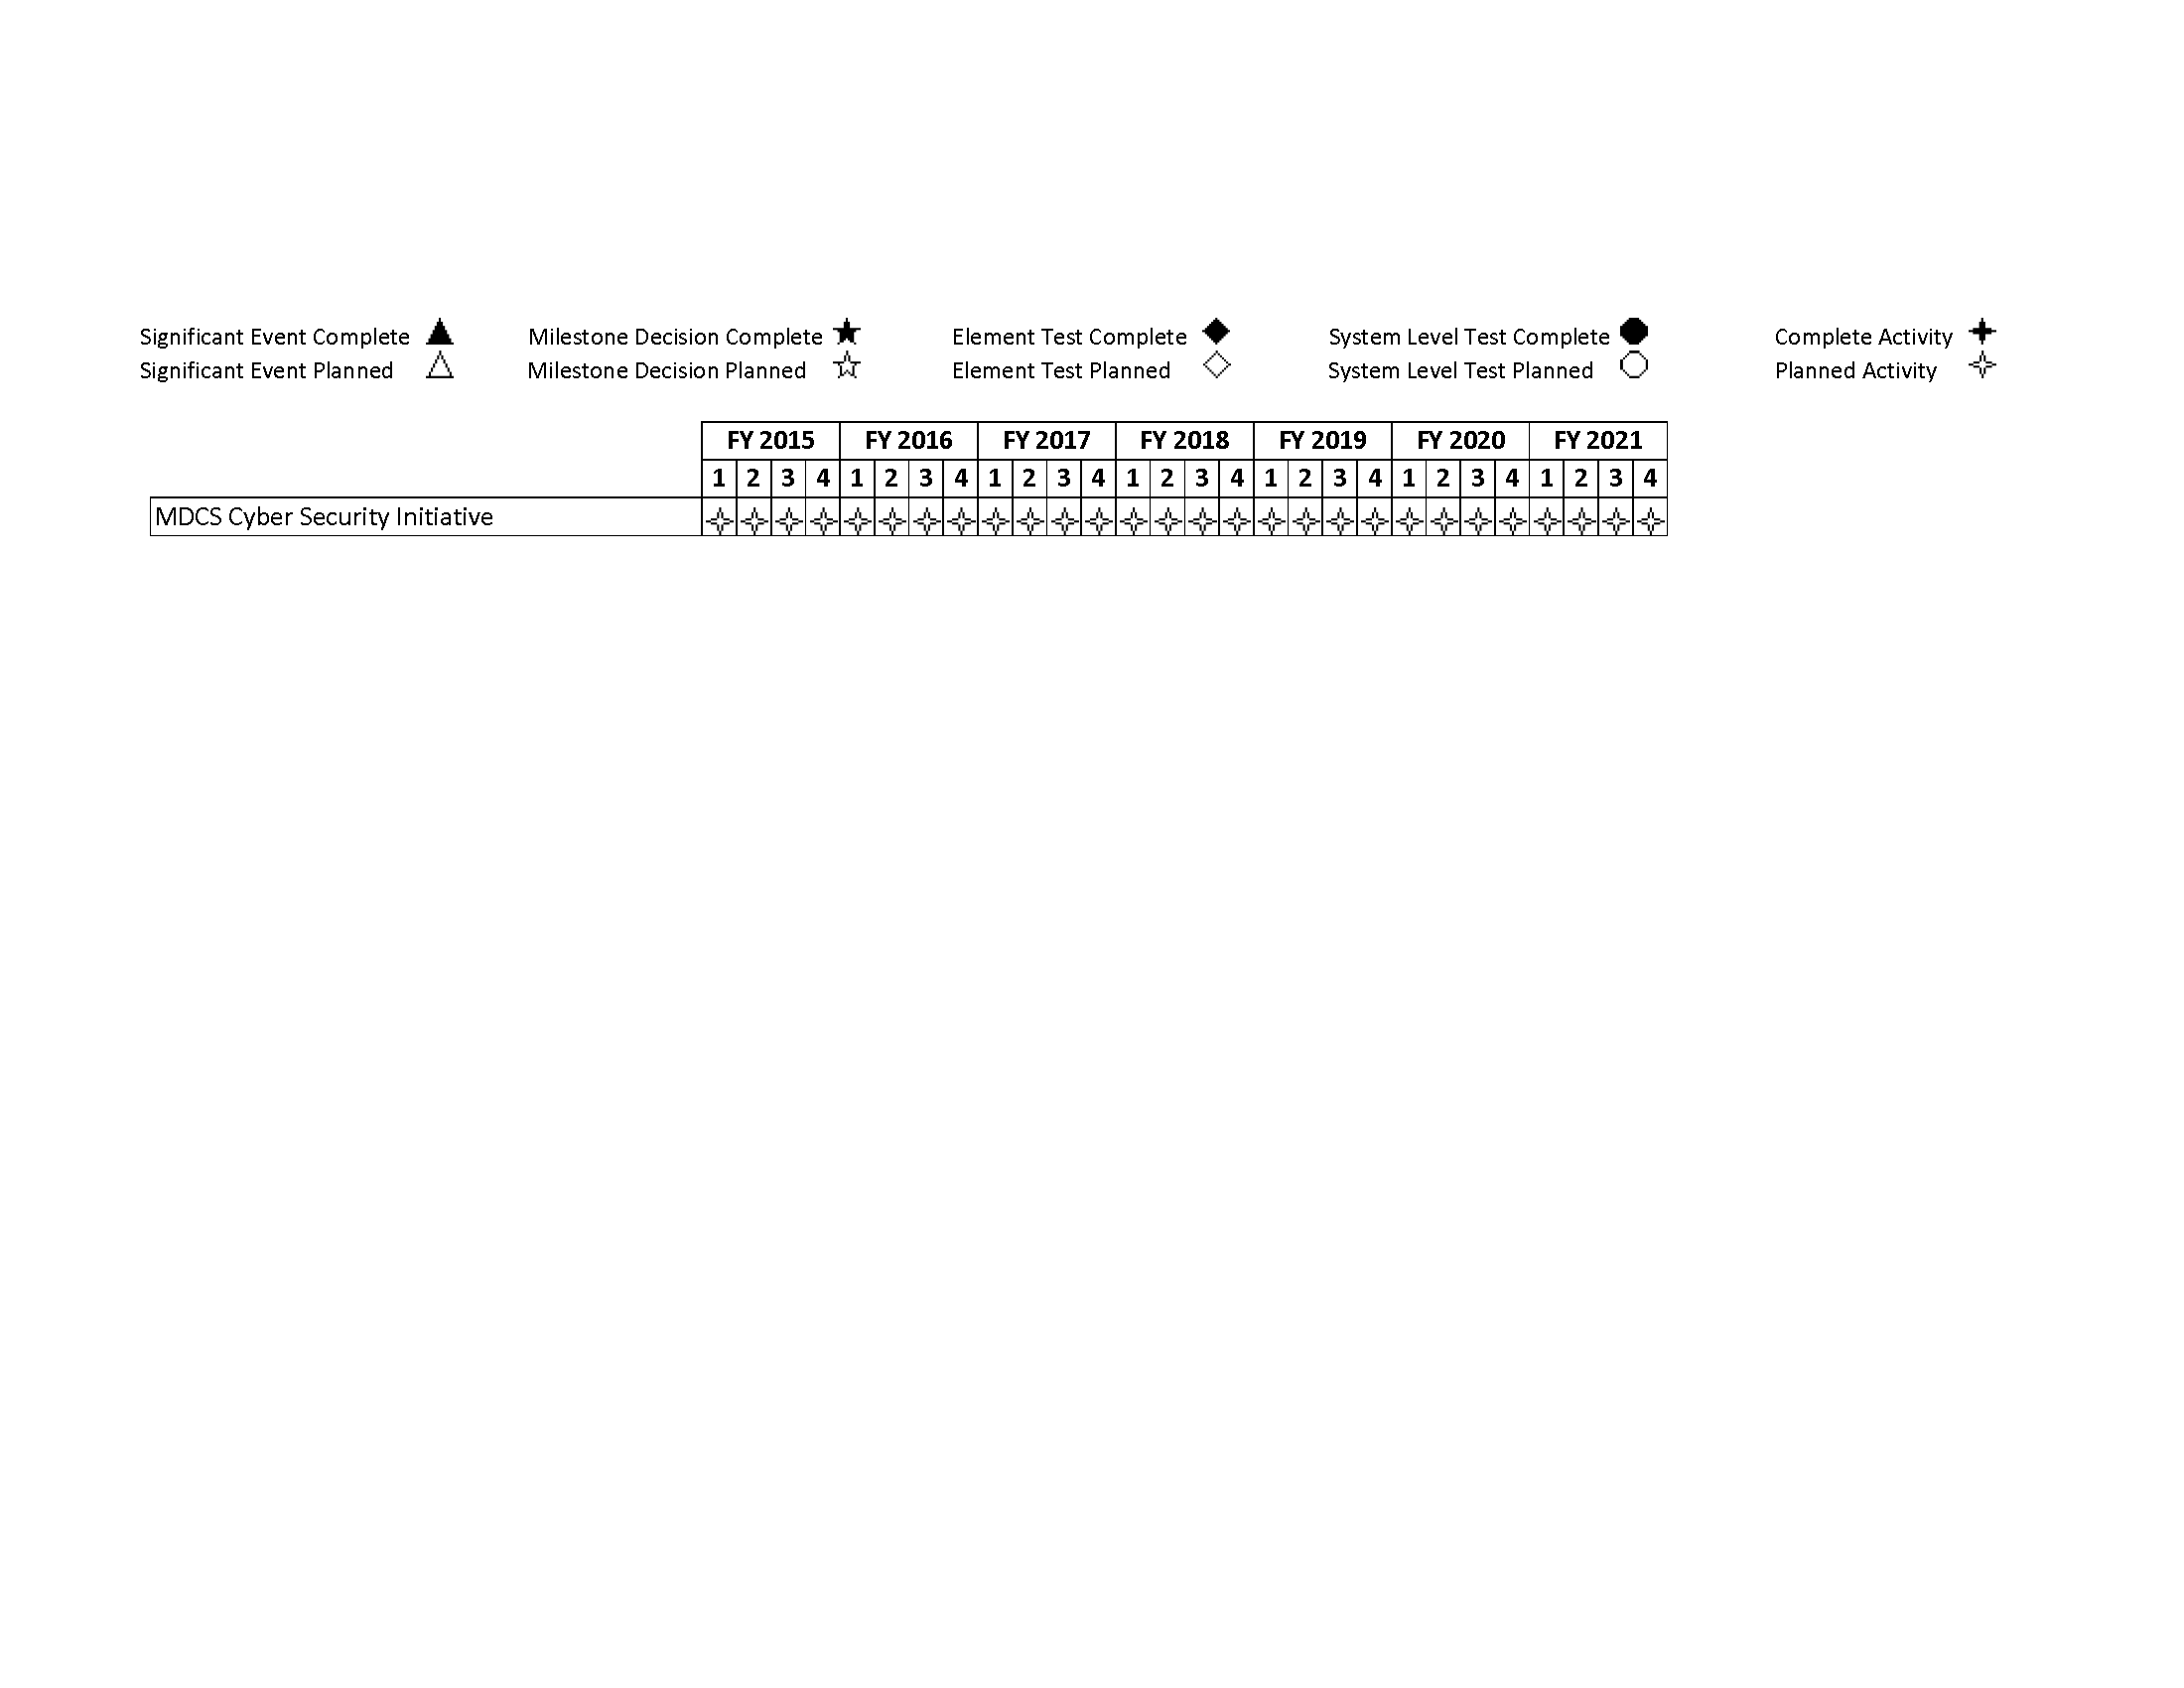 Significant Event Complete ▲ Milestone Decision Complete ★ Element Test Complete ◆ System Level Test Complete ● Complete Activity ✦
Significant Event Planned △ Milestone Decision Planned ☆ Element Test Planned ◇ System Level Test Planned ○ Planned Activity ✧
FY 2015 FY 2016 FY 2017 FY 2018 FY 2019 FY 2020 FY 2021
1 2 3 4 1 2 3 4 1 2 3 4 1 2 3 4 1 2 3 4 1 2 3 4 1 2 3 4
MDCS Cyber Security Initiative ✧ ✧ ✧ ✧ ✧ ✧ ✧ ✧ ✧ ✧ ✧ ✧ ✧ ✧ ✧ ✧ ✧ ✧ ✧ ✧ ✧ ✧ ✧ ✧ ✧ ✧ ✧ ✧